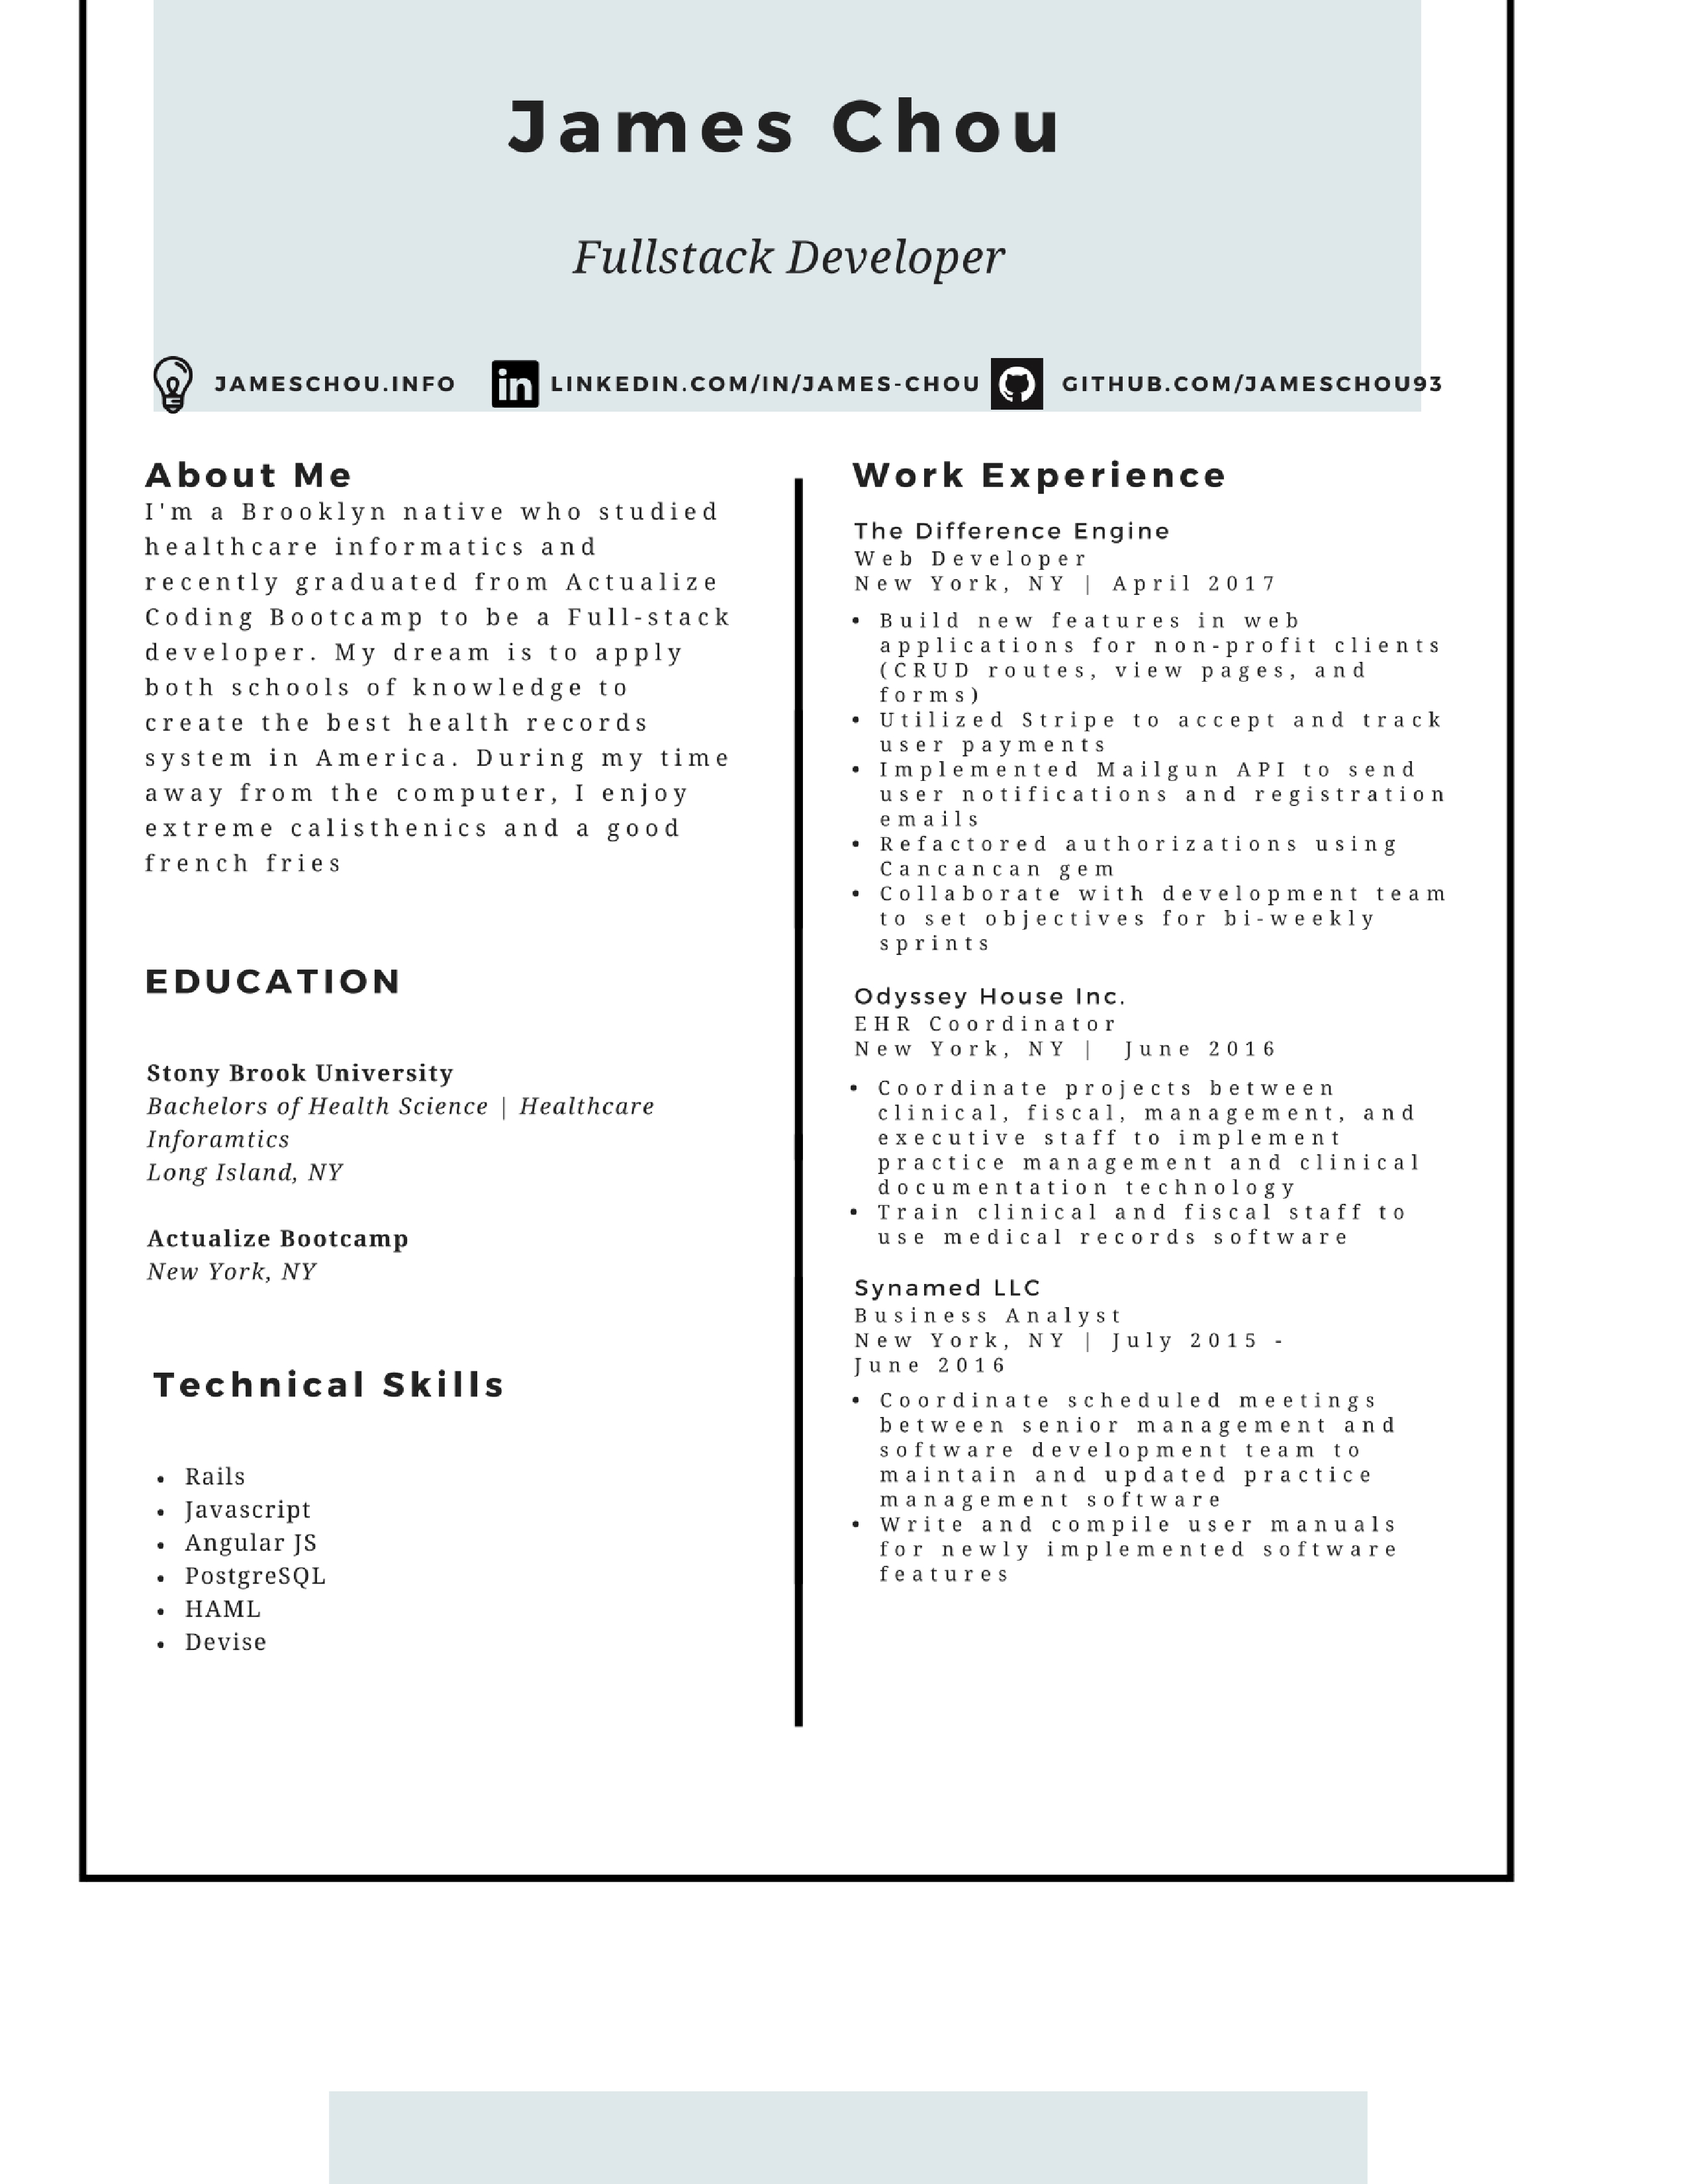 James Chou
Fullstack Developer
JAMESCHOU.INFO
LINKEDIN.COM/IN/JAMES-CHOU
GITHUB.COM/JAMESCHOU93
About Me
I'm a Brooklyn native who studied
healthcare informatics and
recently graduated from Actualize
Coding Bootcamp to be a Full-stack
developer. My dream is to apply
both schools of knowledge to
create the best health records
system in America. During my time
away from the computer, I enjoy
extreme calisthenics and a good
french fries
EDUCATION
Stony Brook University
Bachelors of Health Science | Healthcare
Inforamtics
Long Island, NY
Actualize Bootcamp
New York, NY
Technical Skills
• Rails
• Javascript
• Angular JS
• PostgreSQL
• HAML
• Devise
Work Experience
The Difference Engine
Web Developer
New York, NY | April 2017
• Build new features in web
applications for non-profit clients
(CRUD routes, view pages, and
forms)
• Utilized Stripe to accept and track
user payments
• Implemented Mailgun API to send
user notifications and registration
emails
• Refactored authorizations using
Cancancan gem
• Collaborate with development team
to set objectives for bi-weekly
sprints
Odyssey House Inc.
EHR Coordinator
New York, NY | June 2016
• Coordinate projects between
clinical, fiscal, management, and
executive staff to implement
practice management and clinical
documentation technology
• Train clinical and fiscal staff to
use medical records software
Synamed LLC
Business Analyst
New York, NY | July 2015 -
June 2016
• Coordinate scheduled meetings
between senior management and
software development team to
maintain and updated practice
management software
• Write and compile user manuals
for newly implemented software
features